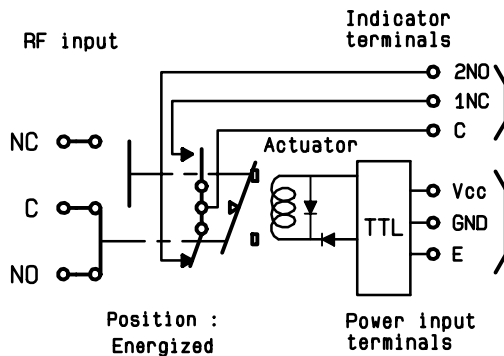 Indicator
terminals
RF input
2NO
1NC
C
Actuator
NC
C
NO
Vcc
GND
E
TTL
Position :
Energized
Power input
terminals